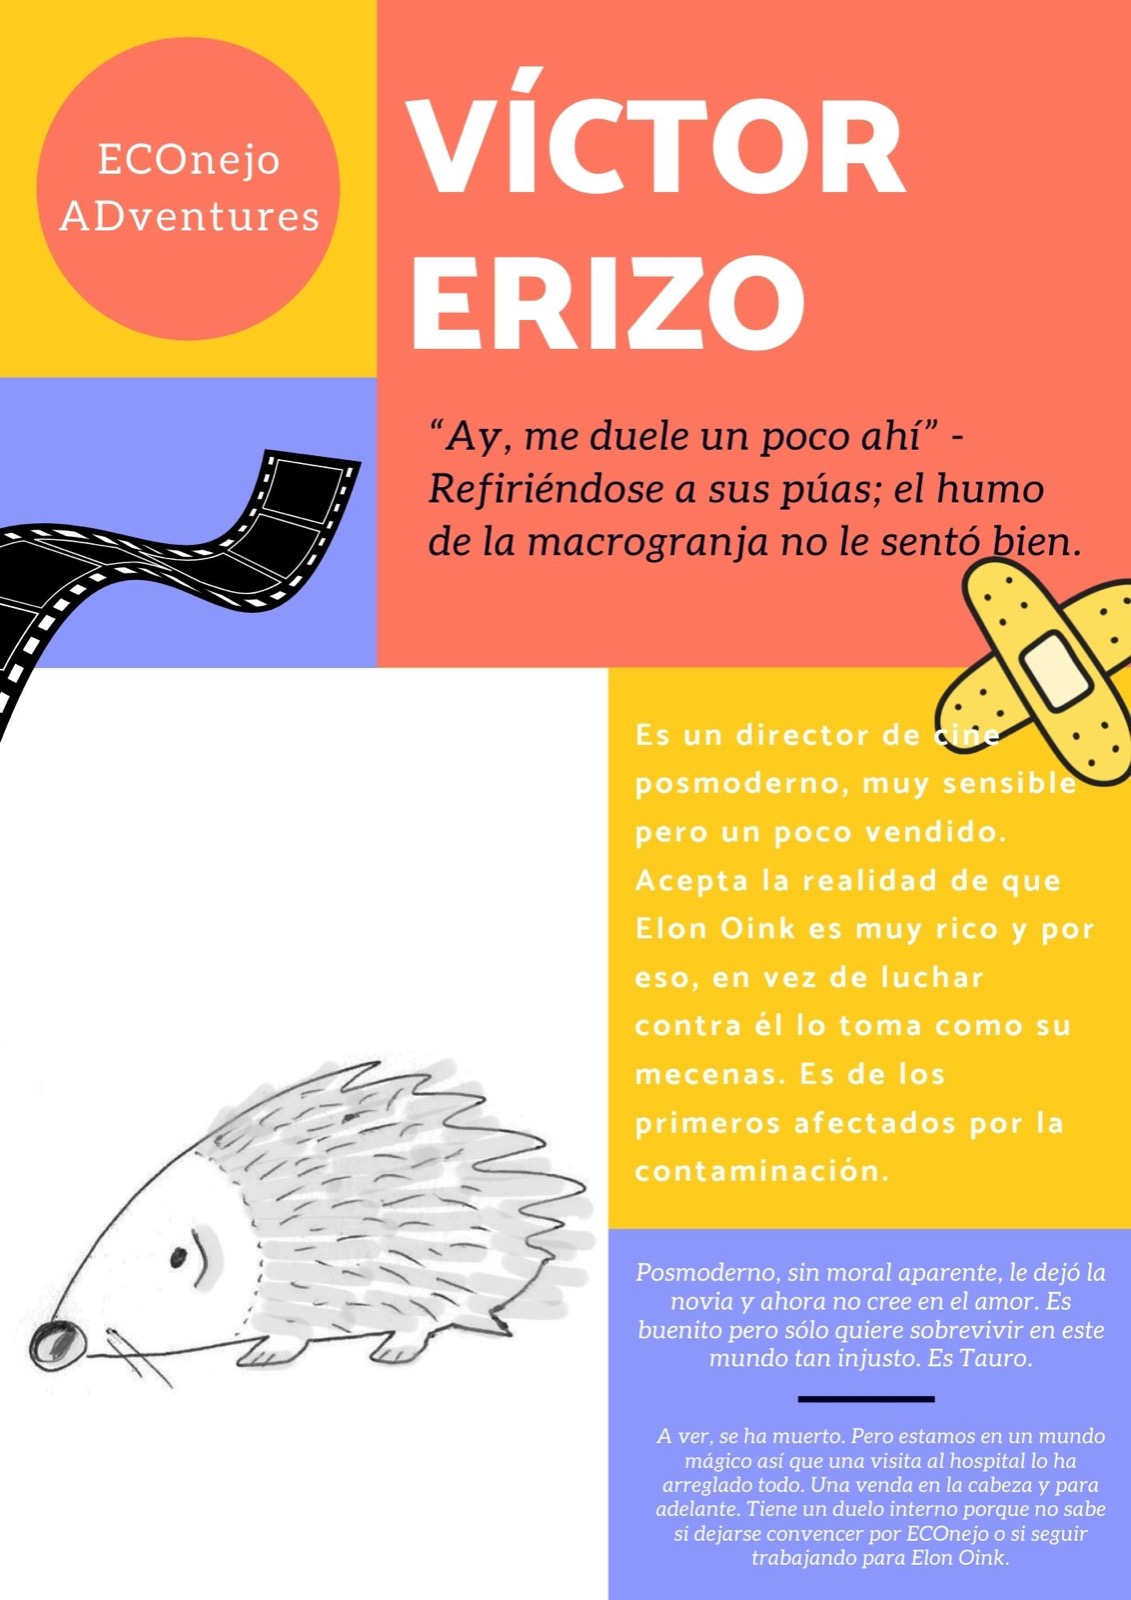 ECOnejo
ADventures
VÍCTOR
ERIZO
“Ay, me duele un poco ahí” -
Refiriéndose a sus púas; el humo
de la macrogranja no le sentó bien.
Es un director de cine
posmoderno, muy sensible
pero un poco vendido.
Acepta la realidad de que
Elon Oink es muy rico y por
eso, en vez de luchar
contra él lo toma como su
mecenas. Es de los
primeros afectados por la
contaminación.
Posmoderno, sin moral aparente, le dejó la
novia y ahora no cree en el amor. Es
buenito pero sólo quiere sobrevivir en este
mundo tan injusto. Es Tauro.
A ver, se ha muerto. Pero estamos en un mundo
mágico así que una visita al hospital lo ha
arreglado todo. Una venda en la cabeza y para
adelante. Tiene un duelo interno porque no sabe
si dejarse convencer por ECOnejo o si seguir
trabajando para Elon Oink.